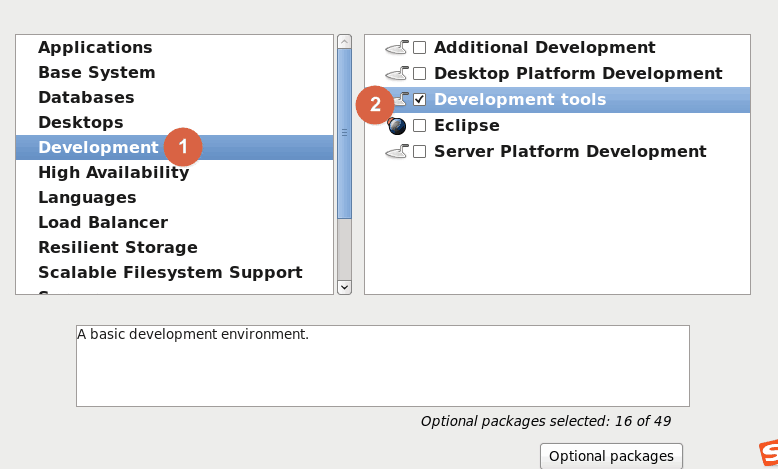 Applications
Base System
Databases
Desktops
Development 1
High Availability
Languages
Load Balancer
Resilient Storage
Scalable Filesystem Support
Additional Development
Desktop Platform Development
2 Development tools
Eclipse
Server Platform Development
A basic development environment.
Optional packages selected: 16 of 49
Optional packages